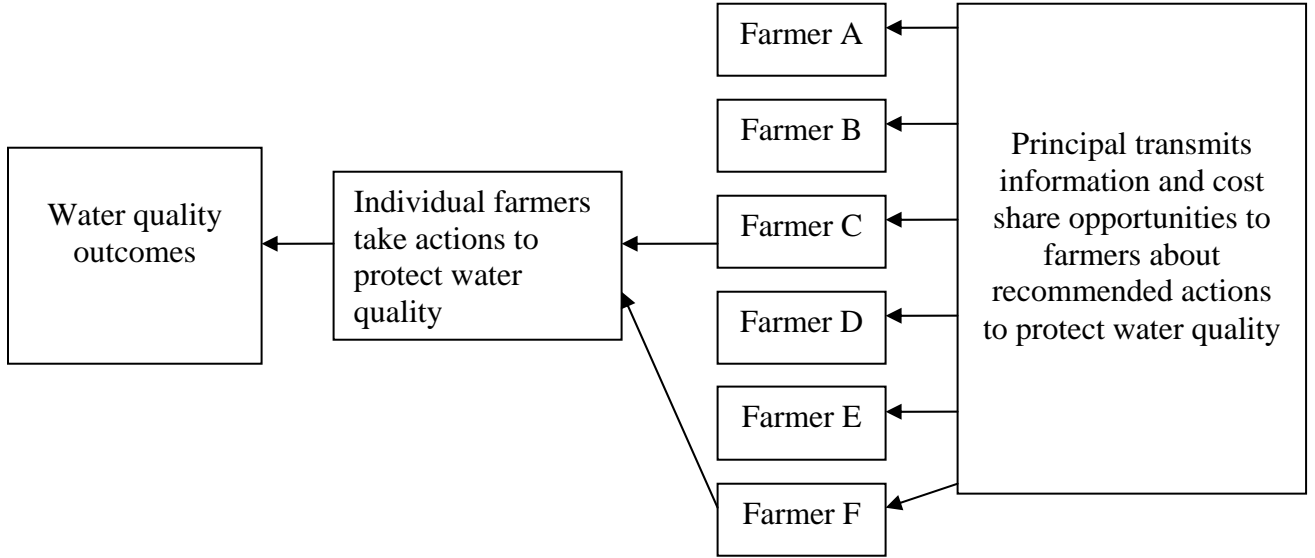 Water quality
outcomes
Individual farmers
take actions to
protect water
quality
Farmer A
Farmer B
Farmer C
Farmer D
Farmer E
Farmer F
Principal transmits
information and cost
share opportunities to
farmers about
recommended actions
to protect water quality